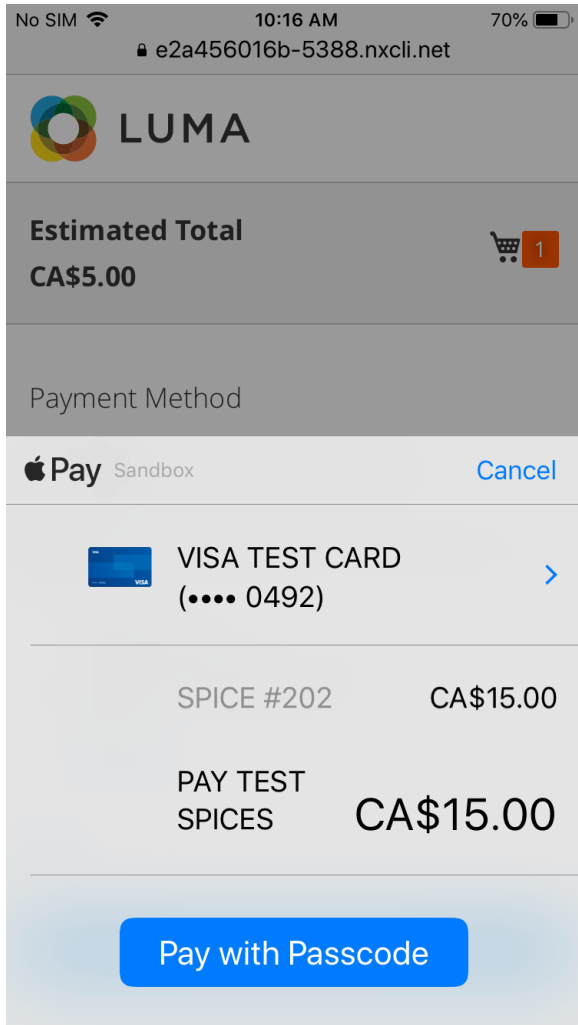 No SIM 10:16 AM 70%
e2a456016b-5388.nxcli.net
LUMA
Estimated Total
CA$5.00
1
Payment Method
Pay Sandbox Cancel
VISA TEST CARD
(•••• 0492)
VISA
SPICE #202 CA$15.00
PAY TEST
SPICES CA$15.00
Pay with Passcode